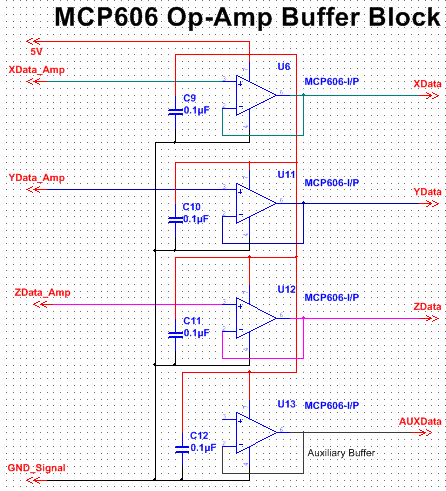 MCP606 Op-Amp Buffer Block
5V
XData_Amp
U6
MCP606-I/P
XData
C9
0.1µF
YData_Amp
U11
MCP606-I/P
YData
C10
0.1µF
ZData_Amp
U12
MCP606-I/P
ZData
C11
0.1µF
U13
MCP606-I/P
AUXData
C12
0.1µF
Auxiliary Buffer
GND_Signal